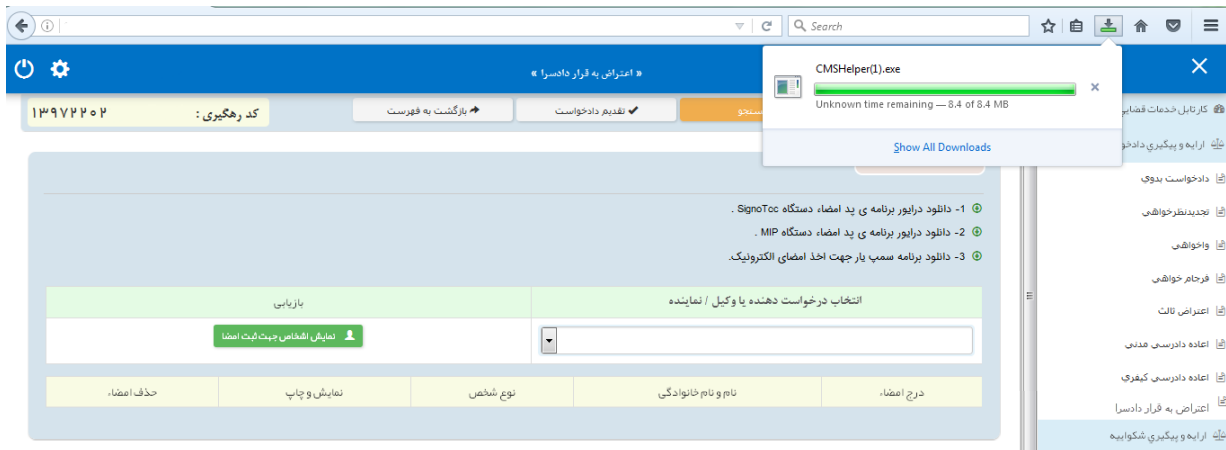 Search
CMSHelper(1).exe
Unknown time remaining — 8.4 of 8.4 MB
Show All Downloads
« اعتراض به قرار دادسرا »
کد رهگیری :
۱۳۹۷۲۲۰۲
بازگشت به فهرست
تقدیم دادخواست
کارتابل خدمات قضایی
ارایه و پیگیری
دادخواست بدوی
تجدیدنظرخواهی
واخواهی
فرجام خواهی
اعتراض ثالث
اعاده دادرسی مدنی
اعاده دادرسی کیفری
اعتراض به قرار دادسرا
ارایه و پیگیری شکواییه
1- دانلود درایور برنامه ی پد امضاء دستگاه SignoTcc .
2- دانلود درایور برنامه ی پد امضاء دستگاه MIP .
3- دانلود برنامه سمپ یار جهت اخذ امضای الکترونیک.
انتخاب درخواست دهنده یا وکیل / نماینده
بازیابی
نمایش اشخاص جهت ثبت امضا
درج امضاء
نام و نام خانوادگی
نوع شخص
نمایش و چاپ
حذف امضاء